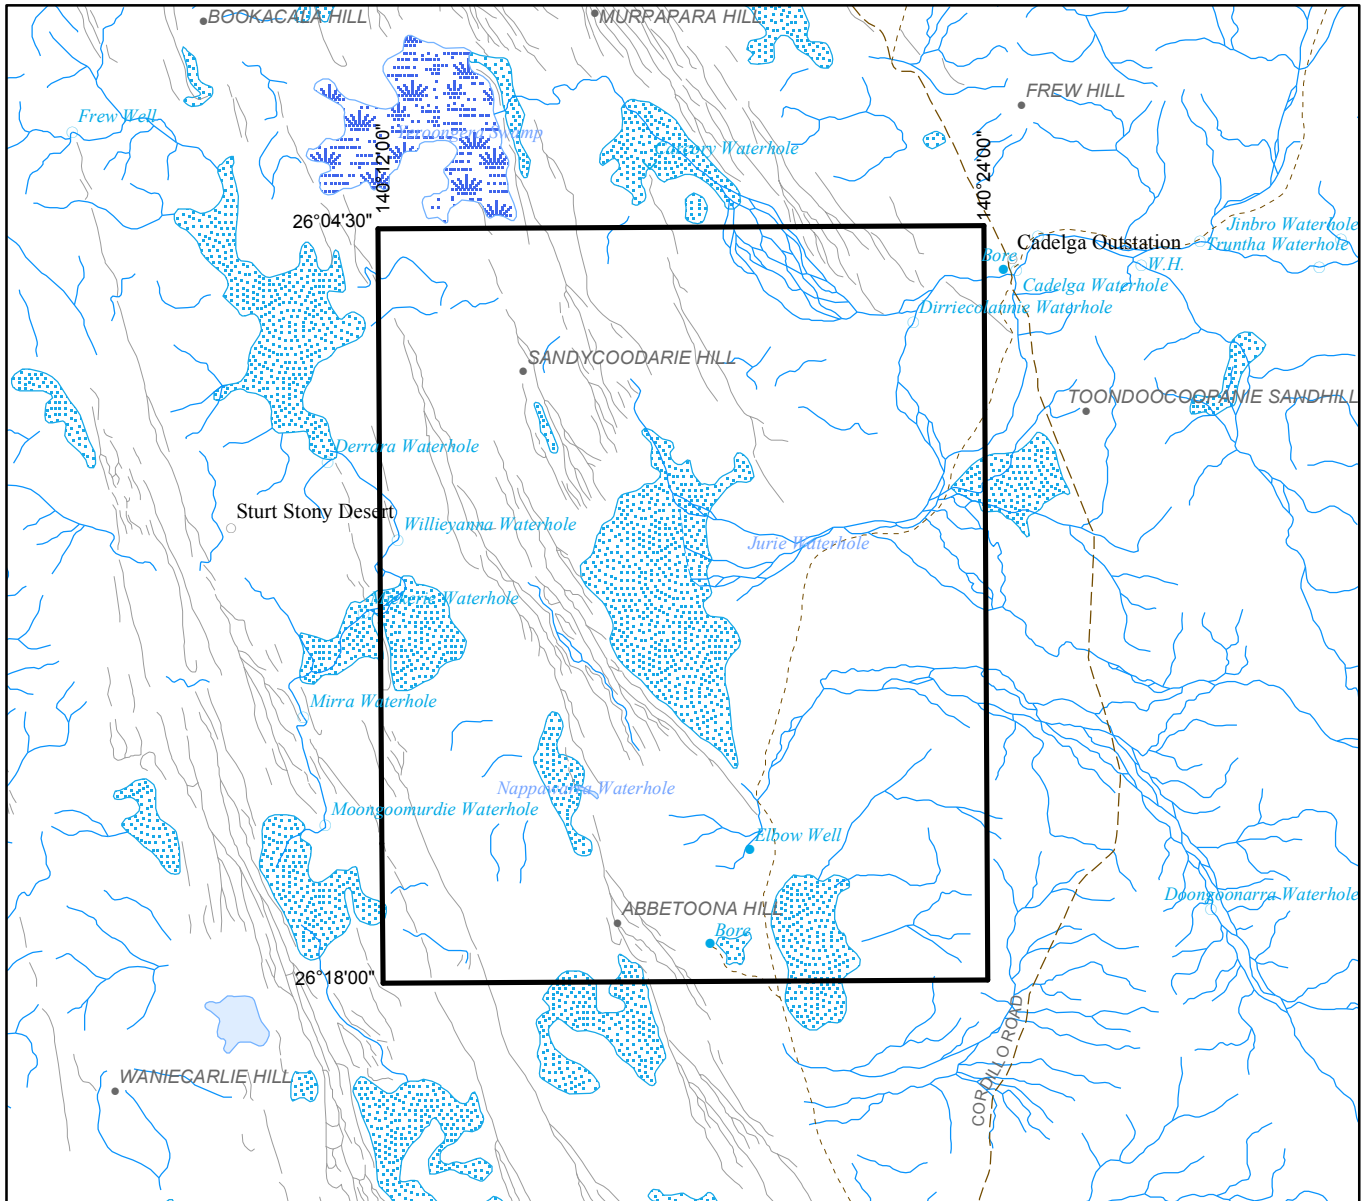 BOOKACALA HILL
MURPAPARA HILL
FREW HILL
Frew Well
Swamp
Waterhole
140°12'00"
140°24'00"
26°04'30"
Jinbro Waterhole
Cadelga Outstation
Truntha Waterhole
Bore
W.H.
Cadelga Waterhole
Dirriecolannie Waterhole
SANDYCOODARIE HILL
TOONDOOCOOPANIE SANDHILL
Derrara Waterhole
Sturt Stony Desert
Willieyanna Waterhole
Jurie Waterhole
Waterhole
Mirra Waterhole
Waterhole
Moongoomurdie Waterhole
Elbow Well
Doongoonarra Waterhole
ABBETOONA HILL
Bore
26°18'00"
CORDILLO ROAD
WANIECARLIE HILL